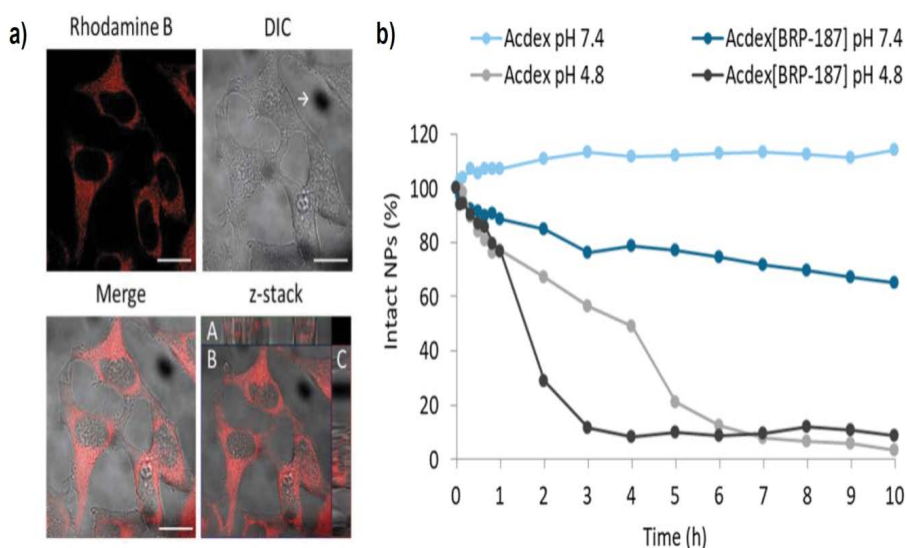 a)
Rhodamine B
DIC
Merge
z-stack
A
B
C
b)
Acdex pH 7.4
Acdex[BRP-187] pH 7.4
Acdex pH 4.8
Acdex[BRP-187] pH 4.8
120
100
80
60
40
20
0
Intact NPs (%)
0 1 2 3 4 5 6 7 8 9 10
Time (h)